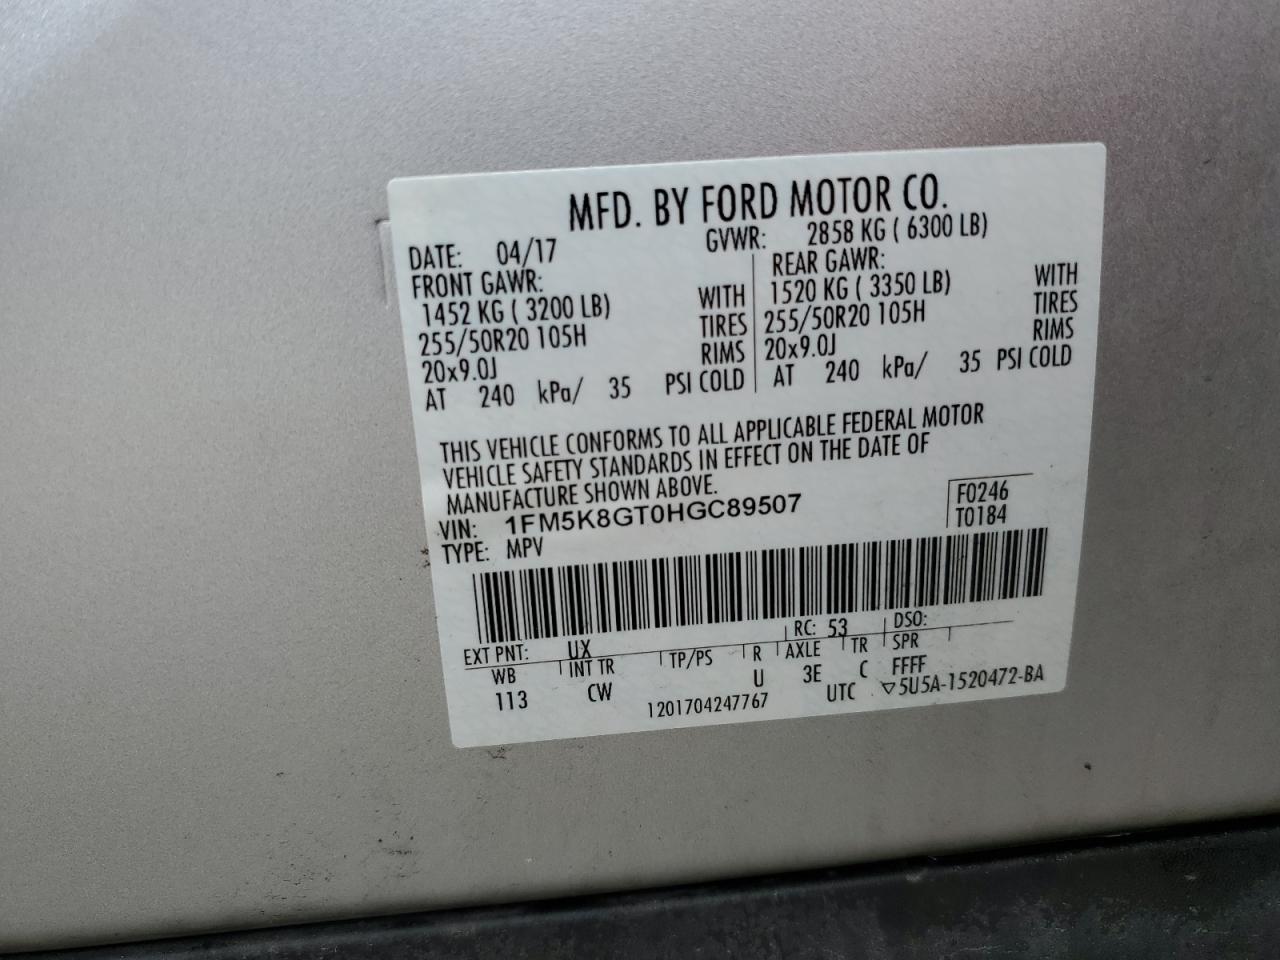 MFD. BY FORD MOTOR CO.
DATE: 04/17 GVWR: 2858 KG ( 6300 LB)
FRONT GAWR: REAR GAWR:
1452 KG ( 3200 LB) WITH 1520 KG ( 3350 LB) WITH
255/50R20 105H TIRES 255/50R20 105H TIRES
20x9.0J RIMS 20x9.0J RIMS
AT 240 kPa/ 35 PSI COLD AT 240 kPa/ 35 PSI COLD
THIS VEHICLE CONFORMS TO ALL APPLICABLE FEDERAL MOTOR
VEHICLE SAFETY STANDARDS IN EFFECT ON THE DATE OF
MANUFACTURE SHOWN ABOVE.
VIN: 1FM5K8GT0HGC89507 F0246
TYPE: MPV T0184
EXT PNT: UX RC: 53 DSO:
WB INT TR TP/PS R AXLE TR SPR
113 CW U 3E C FFFF
1201704247767 UTC ▽5U5A-1520472-BA